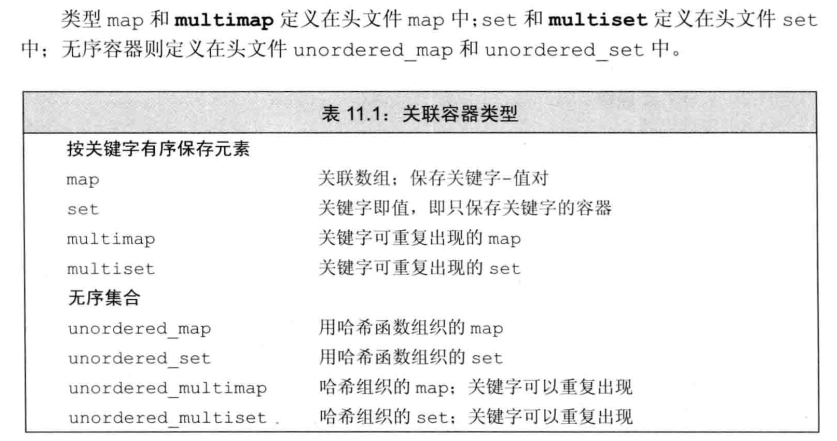 类型 map 和 multimap 定义在头文件 map 中;set 和 multiset 定义在头文件 set
中；无序容器则定义在头文件 unordered_map 和 unordered_set 中。
表 11.1：关联容器类型
按关键字有序保存元素
map 关联数组；保存关键字-值对
set 关键字即值，即只保存关键字的容器
multimap 关键字可重复出现的 map
multiset 关键字可重复出现的 set
无序集合
unordered_map 用哈希函数组织的 map
unordered_set 用哈希函数组织的 set
unordered_multimap 哈希组织的 map；关键字可以重复出现
unordered_multiset 哈希组织的 set；关键字可以重复出现